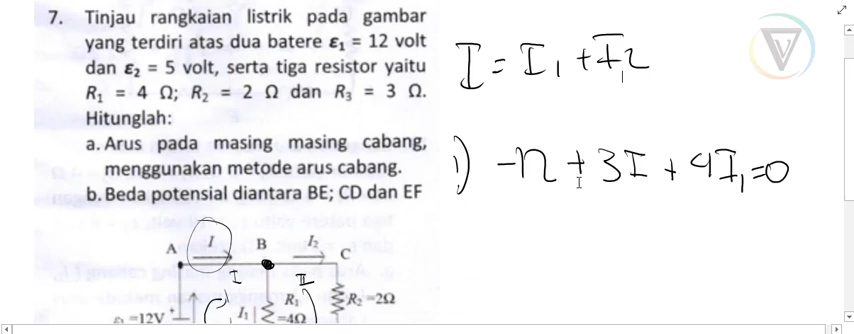 7. Tinjau rangkaian listrik pada gambar
yang terdiri atas dua batere ε₁ = 12 volt
dan ε₂ = 5 volt, serta tiga resistor yaitu
R₁ = 4 Ω; R₂ = 2 Ω dan R₃ = 3 Ω.
Hitunglah:
a. Arus pada masing masing cabang,
menggunakan metode arus cabang.
b. Beda potensial diantara BE; CD dan EF
I = I₁ + I₂
1) -12 + 3I + 4I₁ = 0
A I B I₂ C
I II
I₁ R₁ R₂=2Ω
ε₁=12V + =4Ω
V